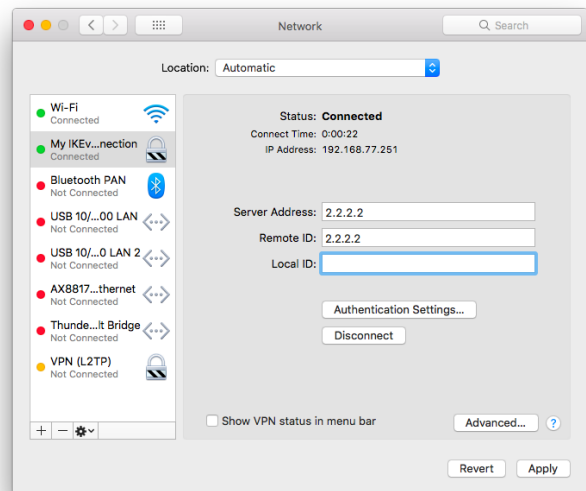 Network
Search
Location: Automatic
Wi-Fi
Connected
My IKEv...nection
Connected
Bluetooth PAN
Not Connected
USB 10/...00 LAN
Not Connected
USB 10/...0 LAN 2
Not Connected
AX8817...thernet
Not Connected
Thunde...lt Bridge
Not Connected
VPN (L2TP)
Not Connected
Status: Connected
Connect Time: 0:00:22
IP Address: 192.168.77.251
Server Address: 2.2.2.2
Remote ID: 2.2.2.2
Local ID:
Authentication Settings...
Disconnect
Show VPN status in menu bar
Advanced...
?
Revert
Apply